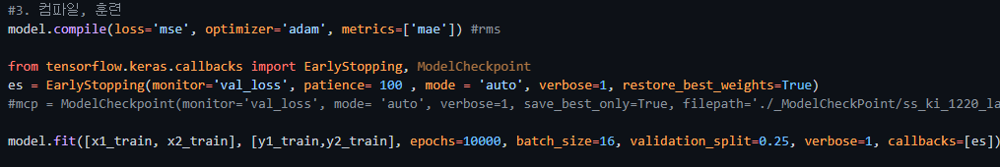 #3. 컴파일, 훈련
model.compile(loss='mse', optimizer='adam', metrics=['mae']) #rms
from tensorflow.keras.callbacks import EarlyStopping, ModelCheckpoint
es = EarlyStopping(monitor='val_loss', patience= 100 , mode = 'auto', verbose=1, restore_best_weights=True)
#mcp = ModelCheckpoint(monitor='val_loss', mode= 'auto', verbose=1, save_best_only=True, filepath='./_ModelCheckPoint/ss_ki_1220_la
model.fit([x1_train, x2_train], [y1_train,y2_train], epochs=10000, batch_size=16, validation_split=0.25, verbose=1, callbacks=[es])